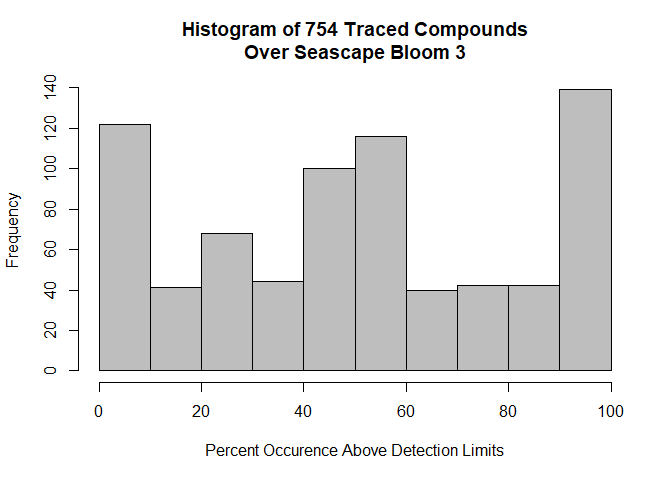 Histogram of 754 Traced Compounds
Over Seascape Bloom 3
Frequency
140
120
100
80
60
40
20
0
0 20 40 60 80 100
Percent Occurence Above Detection Limits